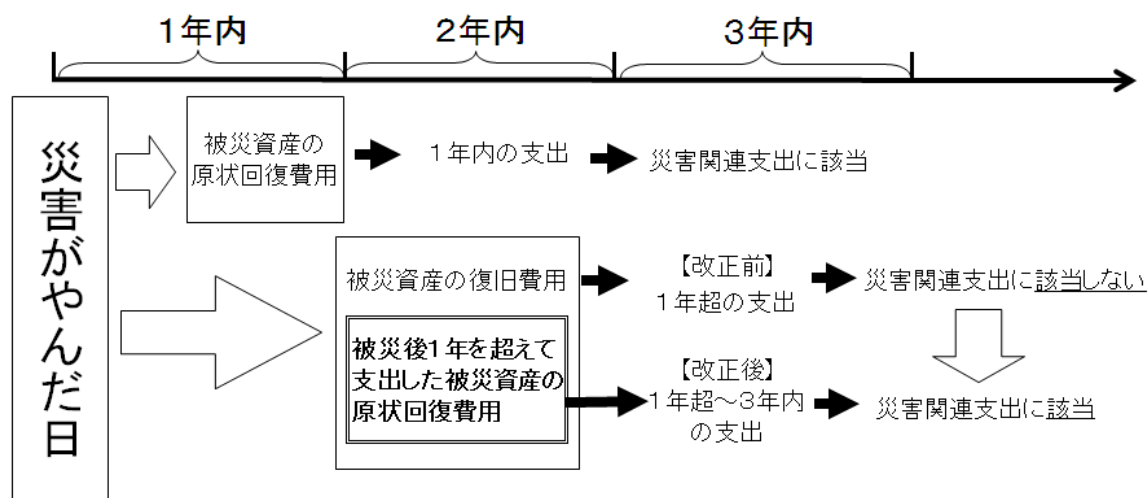 1年内
2年内
3年内
災害がやんだ日
被災資産の
原状回復費用
1年内の支出
災害関連支出に該当
被災資産の復旧費用
【改正前】
1年超の支出
災害関連支出に該当しない
被災後1年を超えて
支出した被災資産の
原状回復費用
【改正後】
1年超～3年内
の支出
災害関連支出に該当